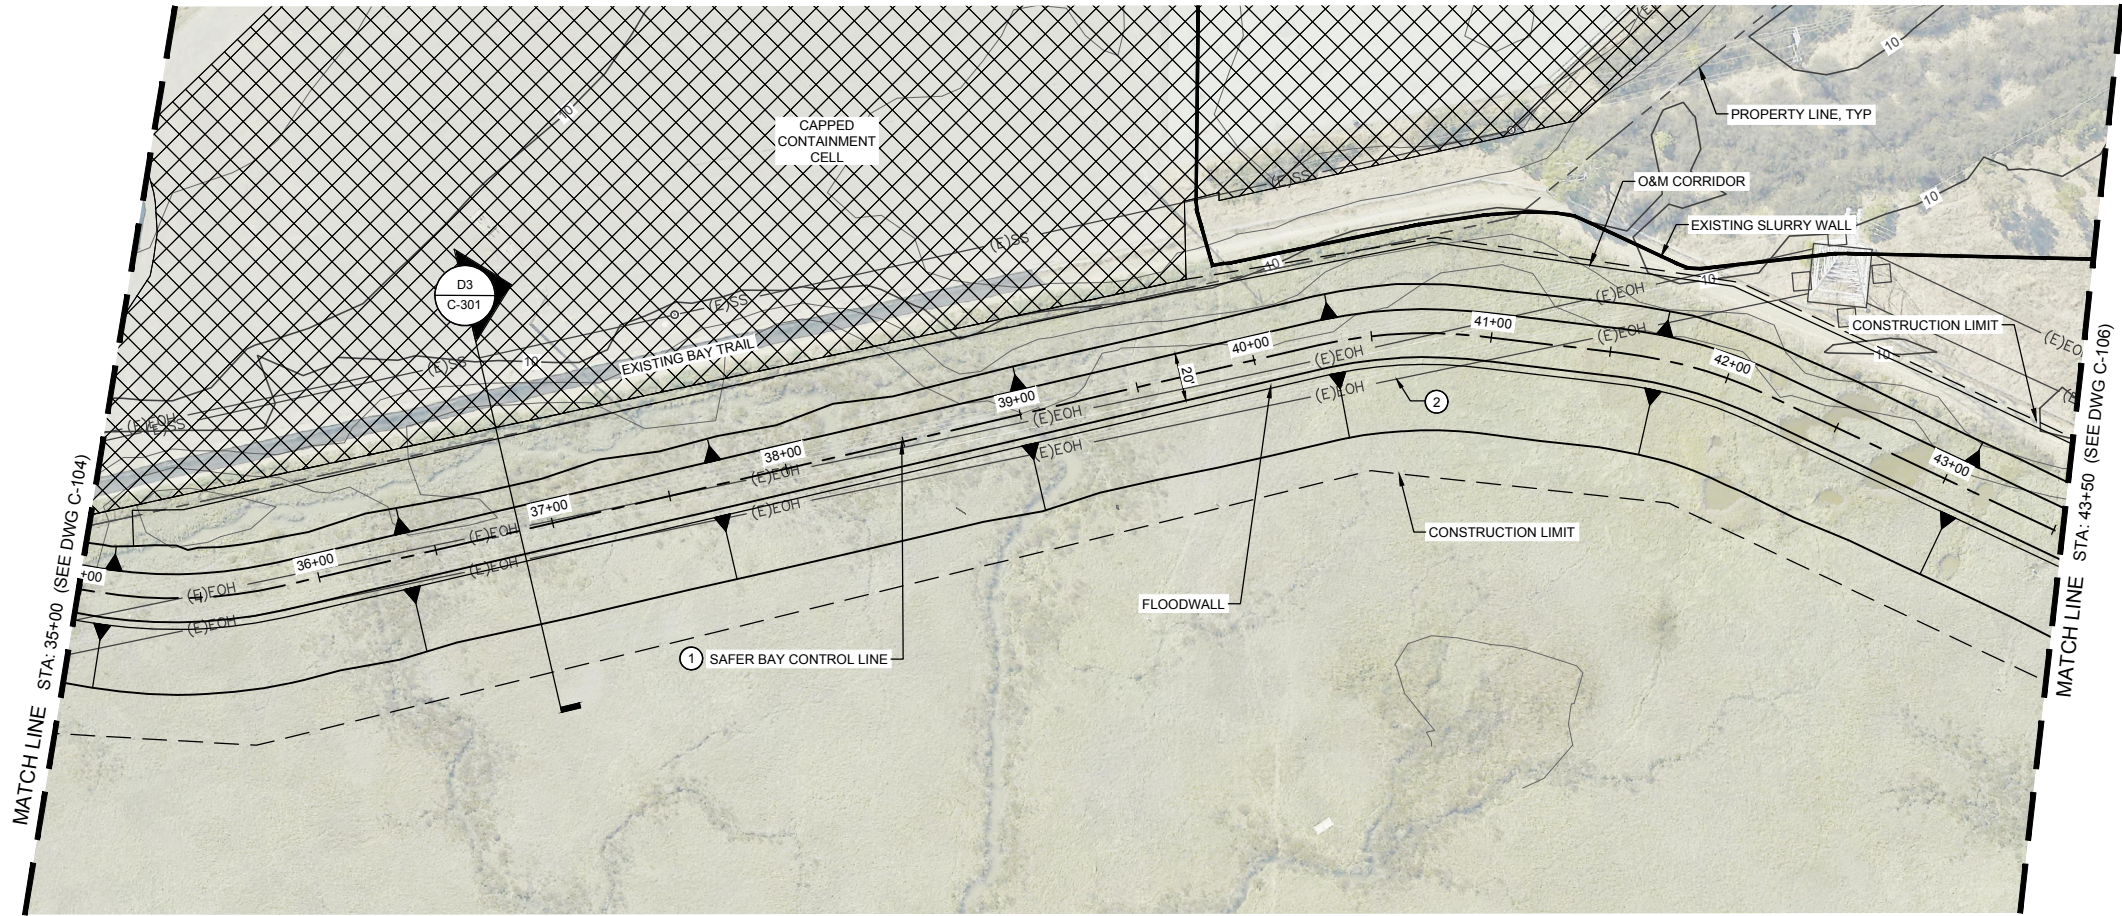 10
10
PROPERTY LINE, TYP
CAPPED
CONTAINMENT
CELL
O&M CORRIDOR
(E)SS
10
EXISTING SLURRY WALL
(E)SS
10
10
D3
C-301
(E)EOH
(E)SS
41+00
CONSTRUCTION LIMIT
(E)EOH
EXISTING BAY TRAIL
40+00
(E)EOH
10
(E)SS
10
42+00
20'
(E)EOH
39+00
2
(E)EOH
(E)EOH
(E)SS
38+00
(E)EOH
43+00
(E)EOH
(E)EOH
37+00
(E)EOH
CONSTRUCTION LIMIT
36+00
(E)EOH
+00
(E)EOH
(E)EOH
FLOODWALL
1 SAFER BAY CONTROL LINE
MATCH LINE STA: 35+00 (SEE DWG C-104)
MATCH LINE STA: 43+50 (SEE DWG C-106)